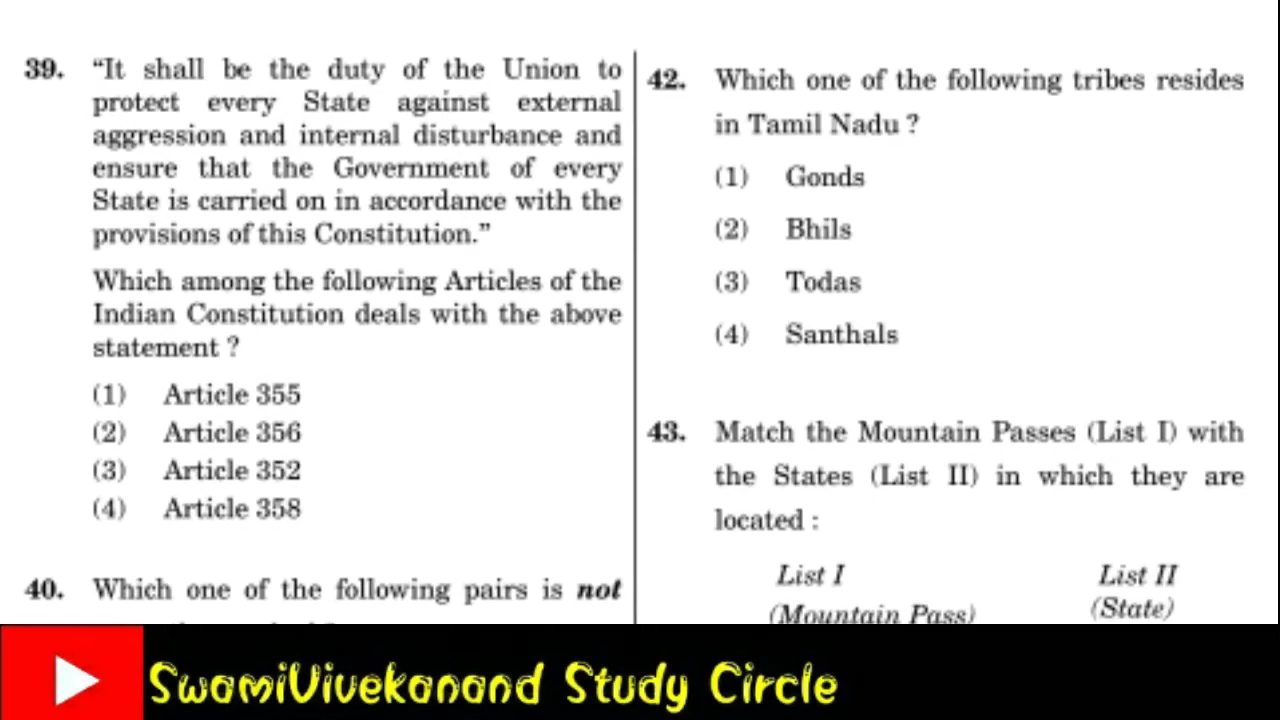 39. “It shall be the duty of the Union to
protect every State against external
aggression and internal disturbance and
ensure that the Government of every
State is carried on in accordance with the
provisions of this Constitution.”
Which among the following Articles of the
Indian Constitution deals with the above
statement ?
(1) Article 355
(2) Article 356
(3) Article 352
(4) Article 358
40. Which one of the following pairs is not
42. Which one of the following tribes resides
in Tamil Nadu ?
(1) Gonds
(2) Bhils
(3) Todas
(4) Santhals
43. Match the Mountain Passes (List I) with
the States (List II) in which they are
located :
List I List II
(Mountain Pass) (State)
SwamiVivekanand Study Circle